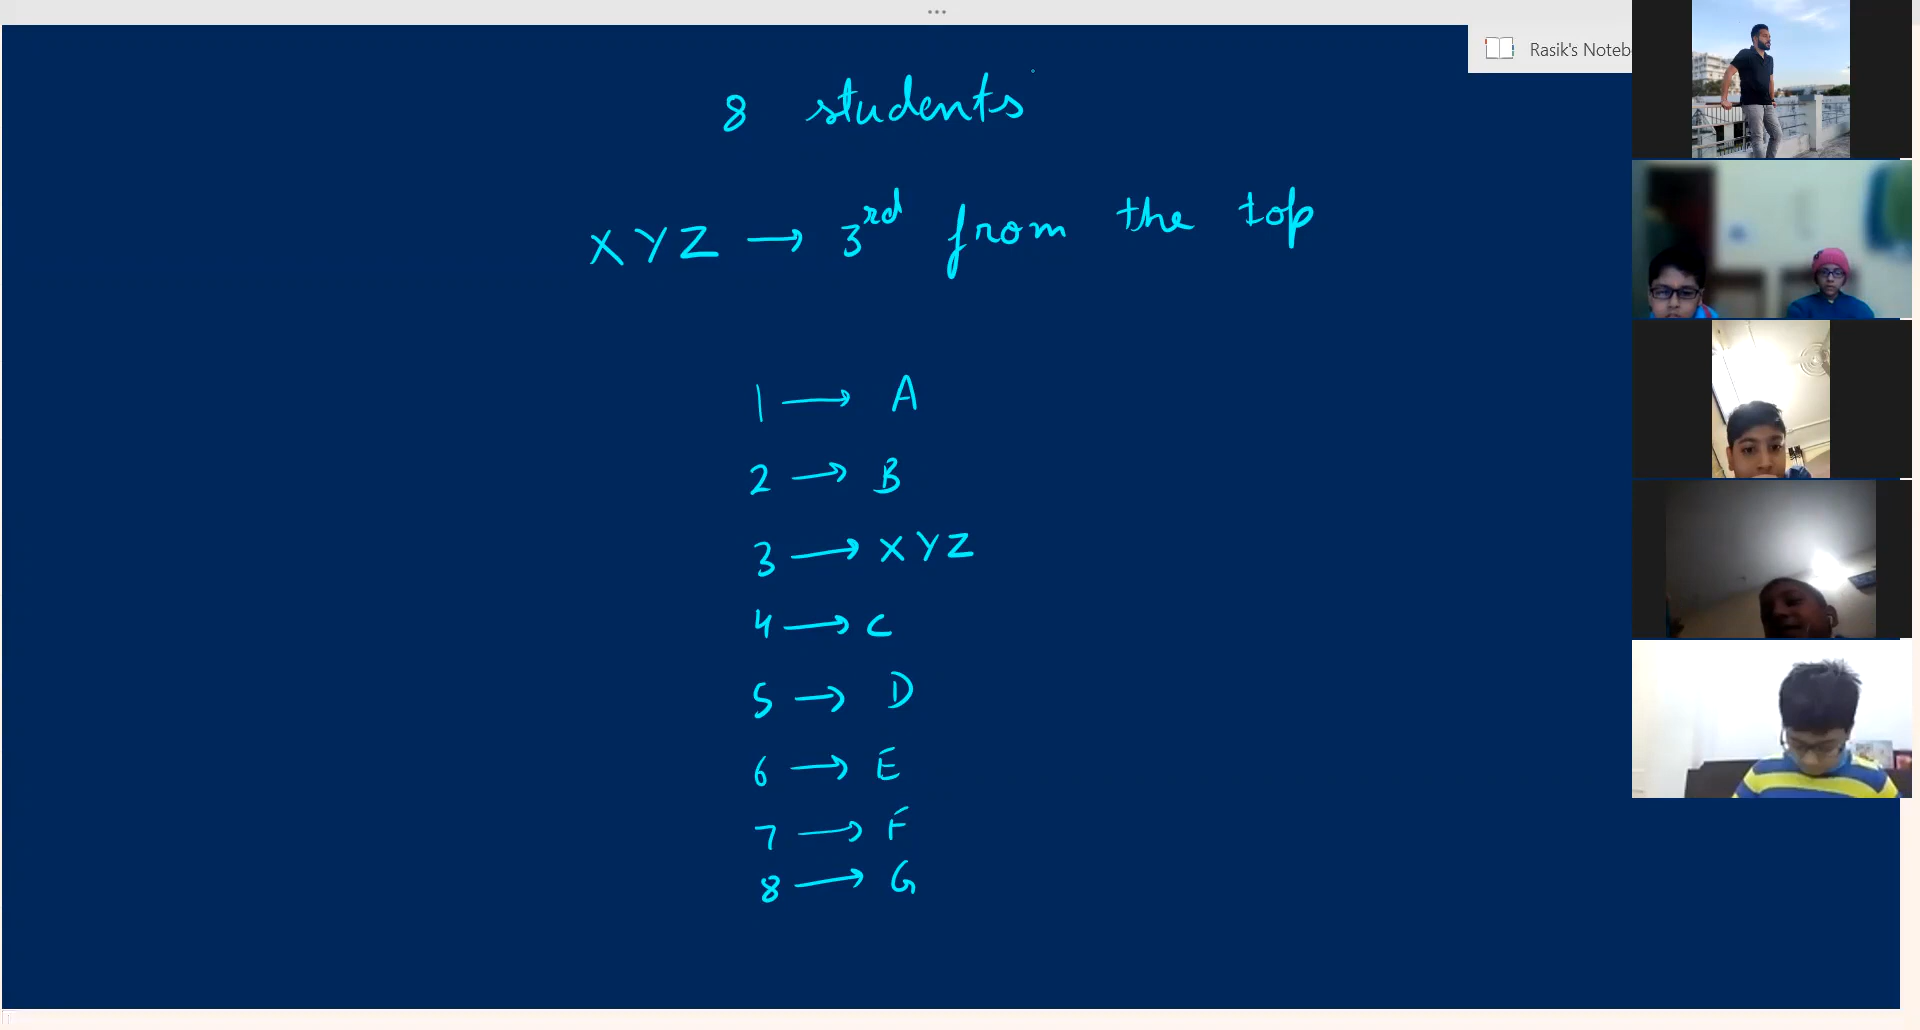 Rasik's Noteb
8 students
XYZ → 3rd from the top
1 → A
2 → B
3 → XYZ
4 → C
5 → D
6 → E
7 → F
8 → G